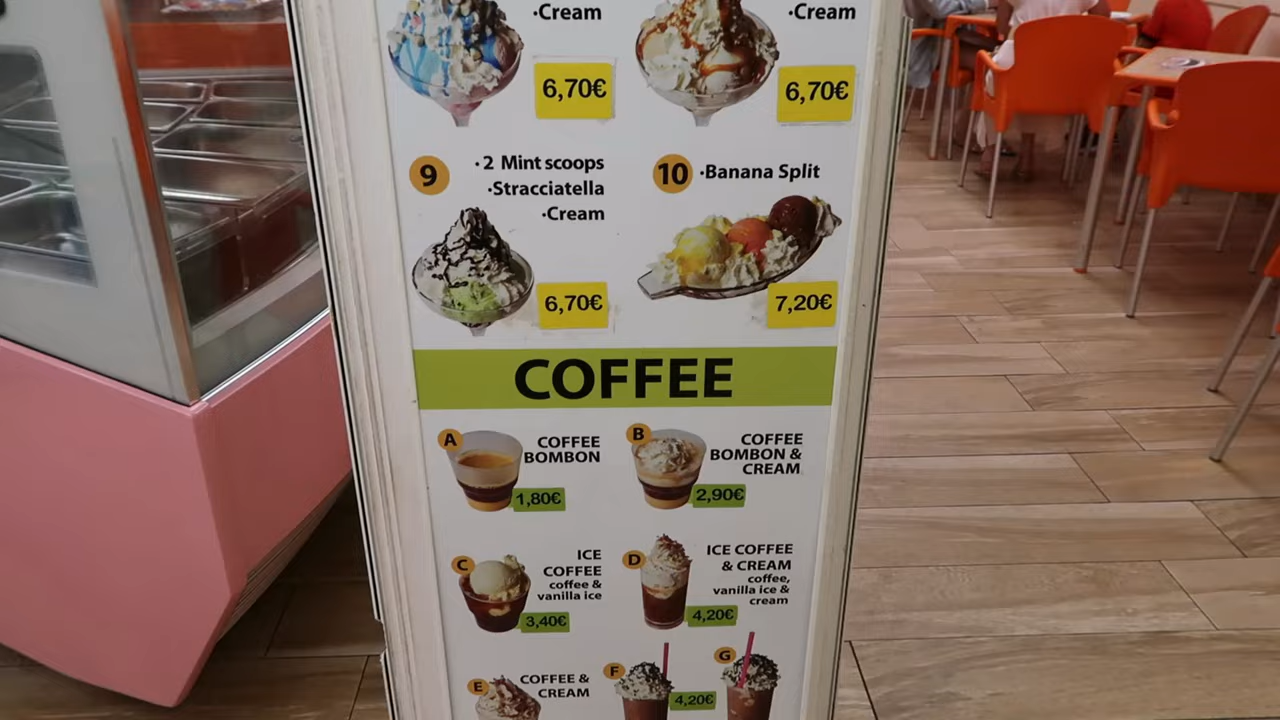 •Cream
6,70€
•Cream
6,70€
9
•2 Mint scoops
•Stracciatella
•Cream
6,70€
10 •Banana Split
7,20€
COFFEE
A
COFFEE
BOMBON
1,80€
B
COFFEE
BOMBON &
CREAM
2,90€
C
ICE
COFFEE
coffee &
vanilla ice
3,40€
D
ICE COFFEE
& CREAM
coffee,
vanilla ice &
cream
4,20€
E
COFFEE &
CREAM
F
4,20€
G